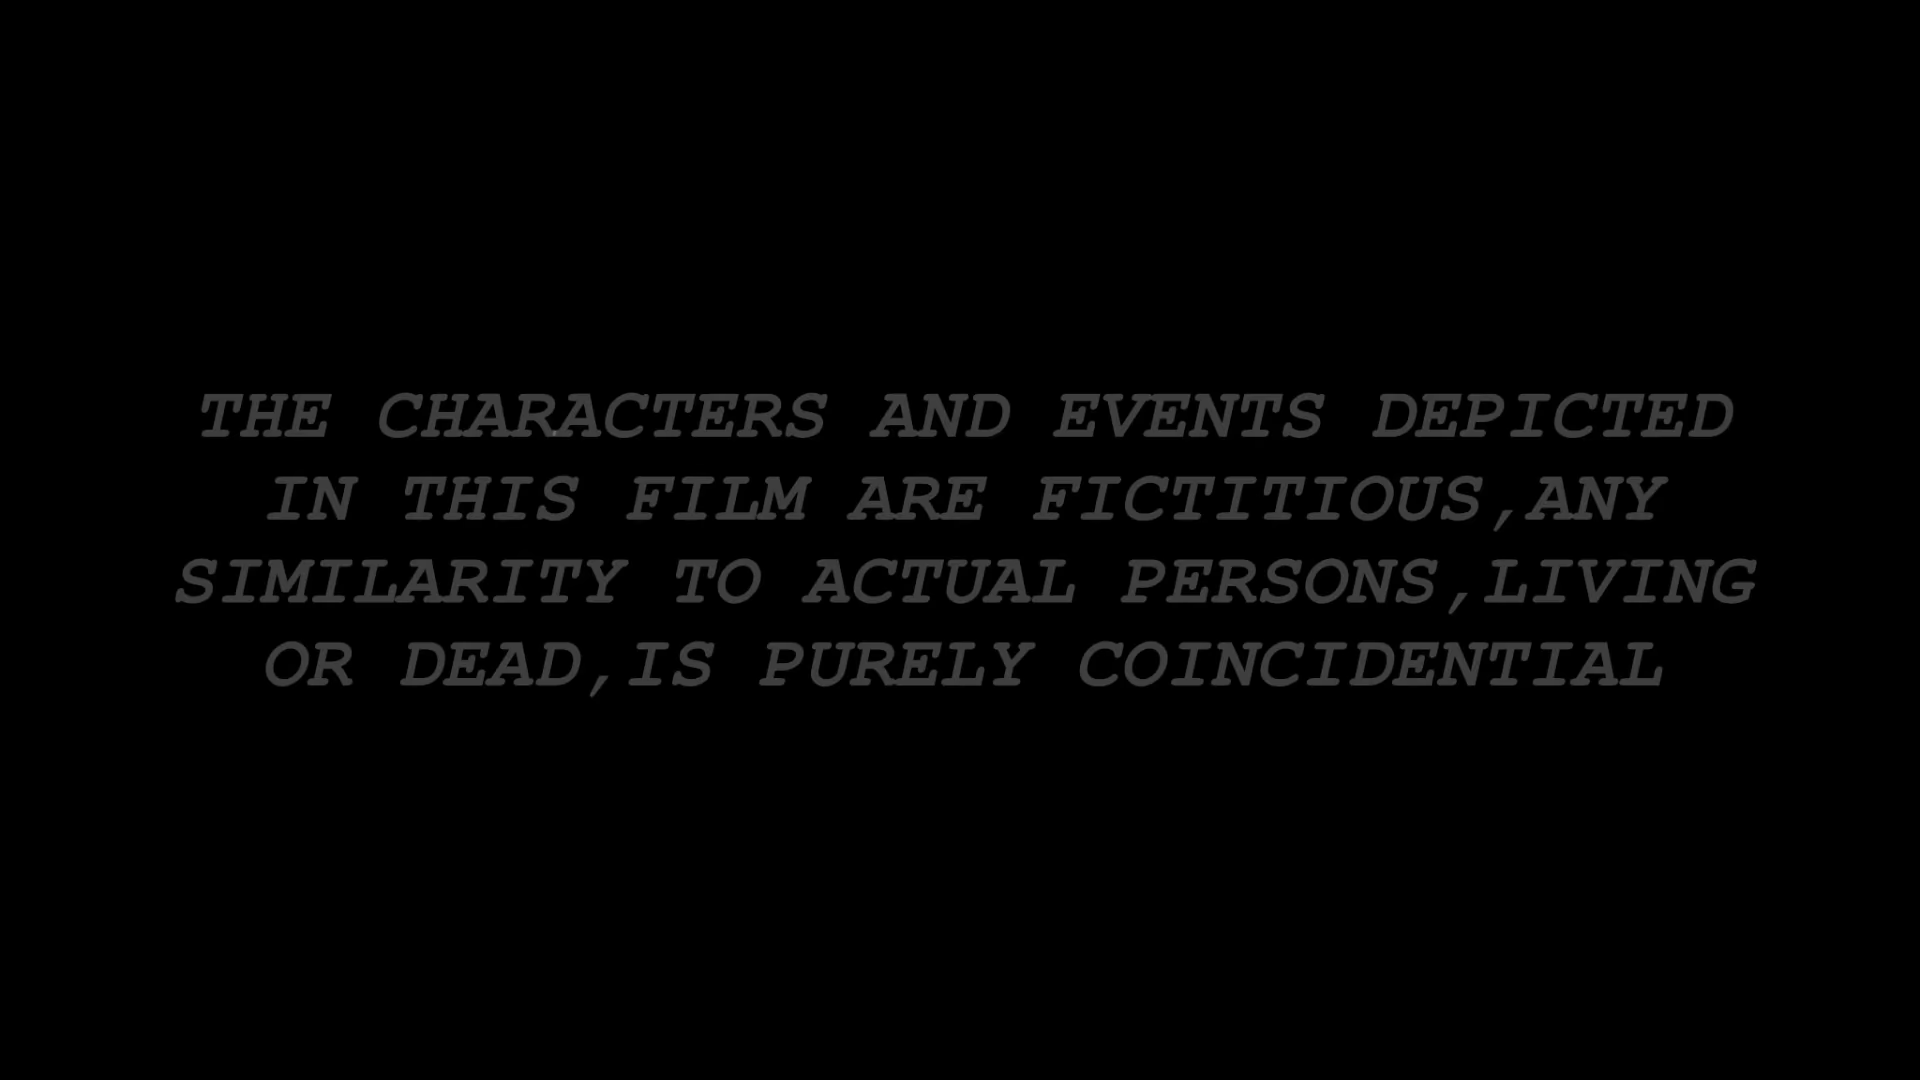 THE CHARACTERS AND EVENTS DEPICTED
IN THIS FILM ARE FICTITIOUS,ANY
SIMILARITY TO ACTUAL PERSONS,LIVING
OR DEAD,IS PURELY COINCIDENTIAL